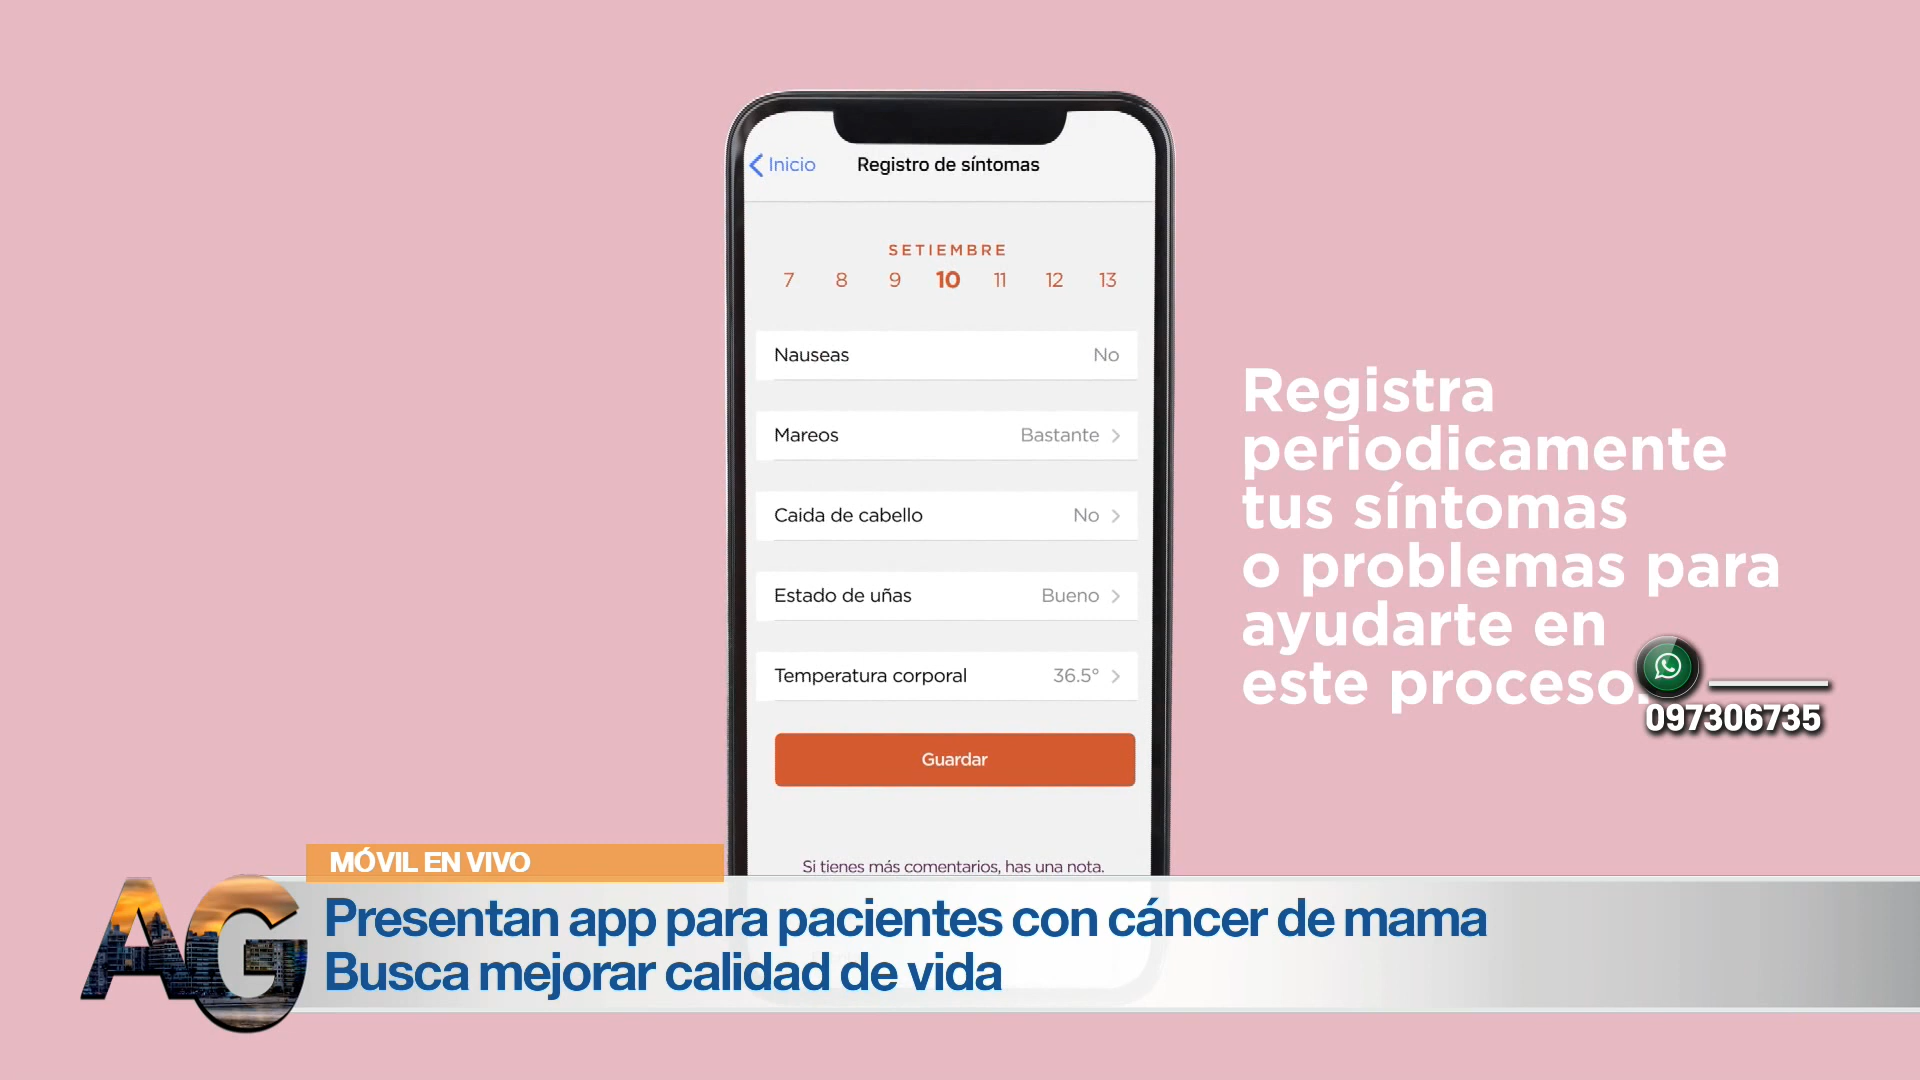 Inicio
Registro de síntomas
SETIEMBRE
7 8 9 10 11 12 13
Nauseas No
Mareos Bastante
Caida de cabello No
Estado de uñas Bueno
Temperatura corporal 36.5°
Guardar
Si tienes más comentarios, has una nota.
Registra
periodicamente
tus síntomas
o problemas para
ayudarte en
este proceso.
097306735
MÓVIL EN VIVO
AG
Presentan app para pacientes con cáncer de mama
Busca mejorar calidad de vida